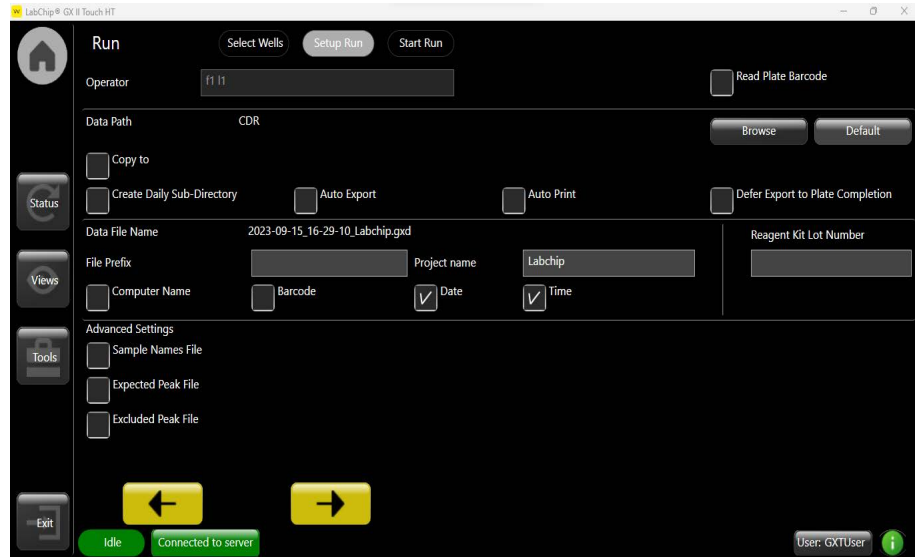 LabChip® GX II Touch HT
Run
Select Wells
Setup Run
Start Run
Operator
f1 l1
Read Plate Barcode
Data Path
CDR
Browse
Default
Copy to
Create Daily Sub-Directory
Auto Export
Auto Print
Defer Export to Plate Completion
Data File Name
2023-09-15_16-29-10_Labchip.gxd
Reagent Kit Lot Number
File Prefix
Project name
Labchip
Computer Name
Barcode
Date
Time
Advanced Settings
Sample Names File
Expected Peak File
Excluded Peak File
Status
Views
Tools
Exit
Idle
Connected to server
User: GXTUser